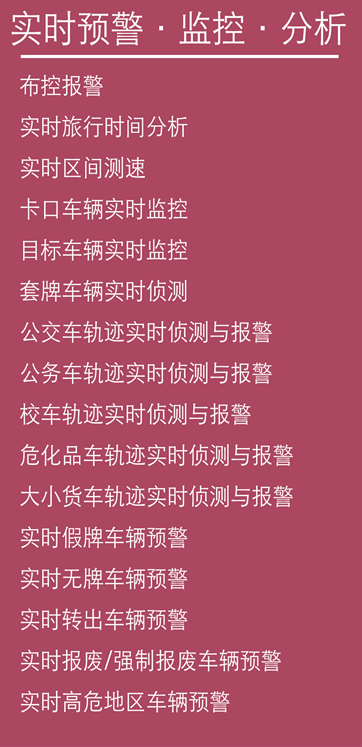 实时预警 · 监控 · 分析
布控报警
实时旅行时间分析
实时区间测速
卡口车辆实时监控
目标车辆实时监控
套牌车辆实时侦测
公交车轨迹实时侦测与报警
公务车轨迹实时侦测与报警
校车轨迹实时侦测与报警
危化品车轨迹实时侦测与报警
大小货车轨迹实时侦测与报警
实时假牌车辆预警
实时无牌车辆预警
实时转出车辆预警
实时报废/强制报废车辆预警
实时高危地区车辆预警